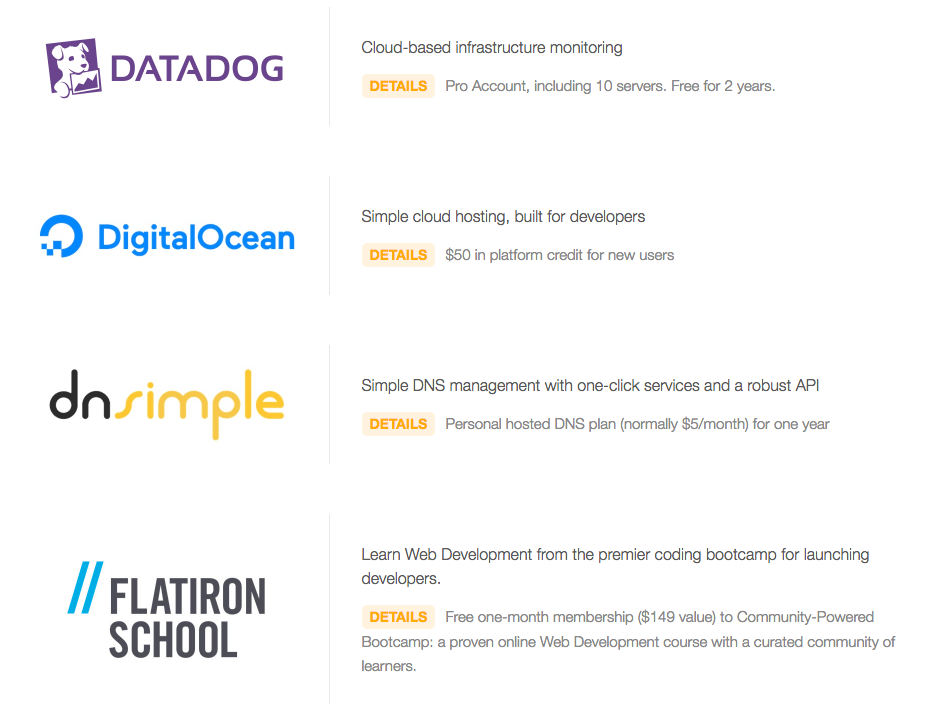 DATADOG
Cloud-based infrastructure monitoring
DETAILS Pro Account, including 10 servers. Free for 2 years.
DigitalOcean
Simple cloud hosting, built for developers
DETAILS $50 in platform credit for new users
dnsimple
Simple DNS management with one-click services and a robust API
DETAILS Personal hosted DNS plan (normally $5/month) for one year
// FLATIRON
SCHOOL
Learn Web Development from the premier coding bootcamp for launching
developers.
DETAILS Free one-month membership ($149 value) to Community-Powered
Bootcamp: a proven online Web Development course with a curated community of
learners.